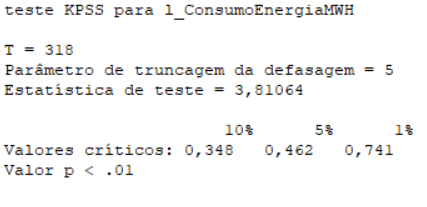 teste KPSS para l_ConsumoEnergiaMWH
T = 318
Parâmetro de truncagem da defasagem = 5
Estatística de teste = 3,81064
10% 5% 1%
Valores críticos: 0,348 0,462 0,741
Valor p < .01